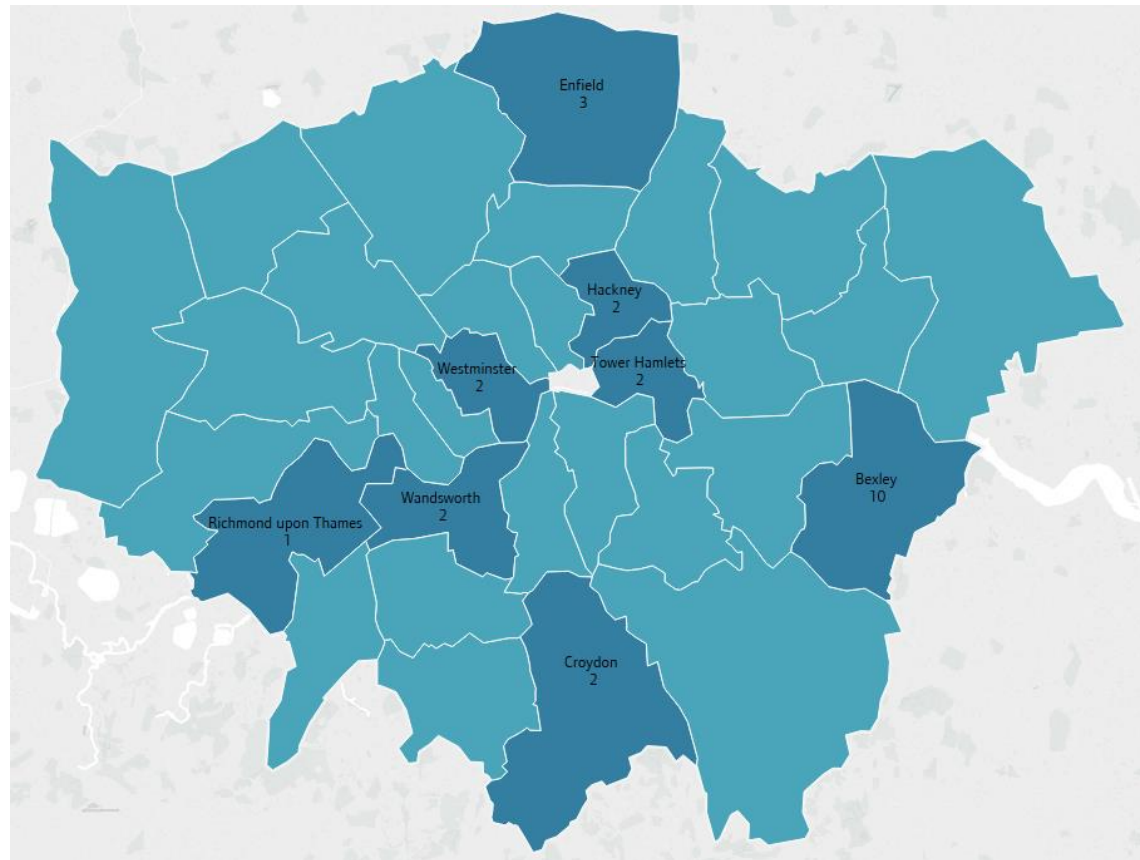 Enfield
3
Hackney
2
Westminster
2
Tower Hamlets
2
Bexley
10
Wandsworth
2
Richmond upon Thames
1
Croydon
2